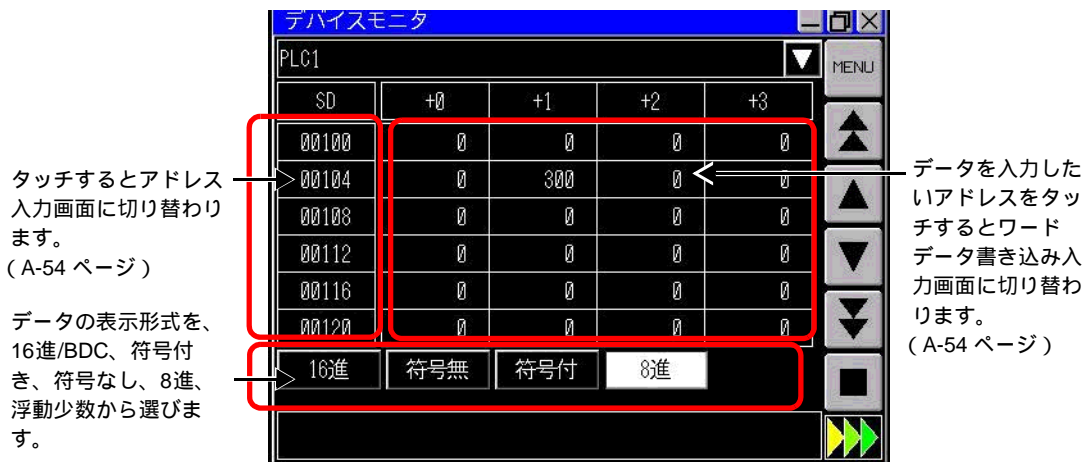 デバイスモニタ
PLC1
MENU
SD +0 +1 +2 +3
00100 0 0 0 0
00104 0 300 0 0
00108 0 0 0 0
00112 0 0 0 0
00116 0 0 0 0
00120 0 0 0 0
16進 符号無 符号付 8進
タッチするとアドレス
入力画面に切り替わり
ます。
( A-54 ページ )
データの表示形式を、
16進/BDC、符号付
き、符号なし、8進、
浮動少数から選びま
す。
データを入力した
いアドレスをタッ
チするとワード
データ書き込み入
力画面に切り替わ
ります。
( A-54 ページ )